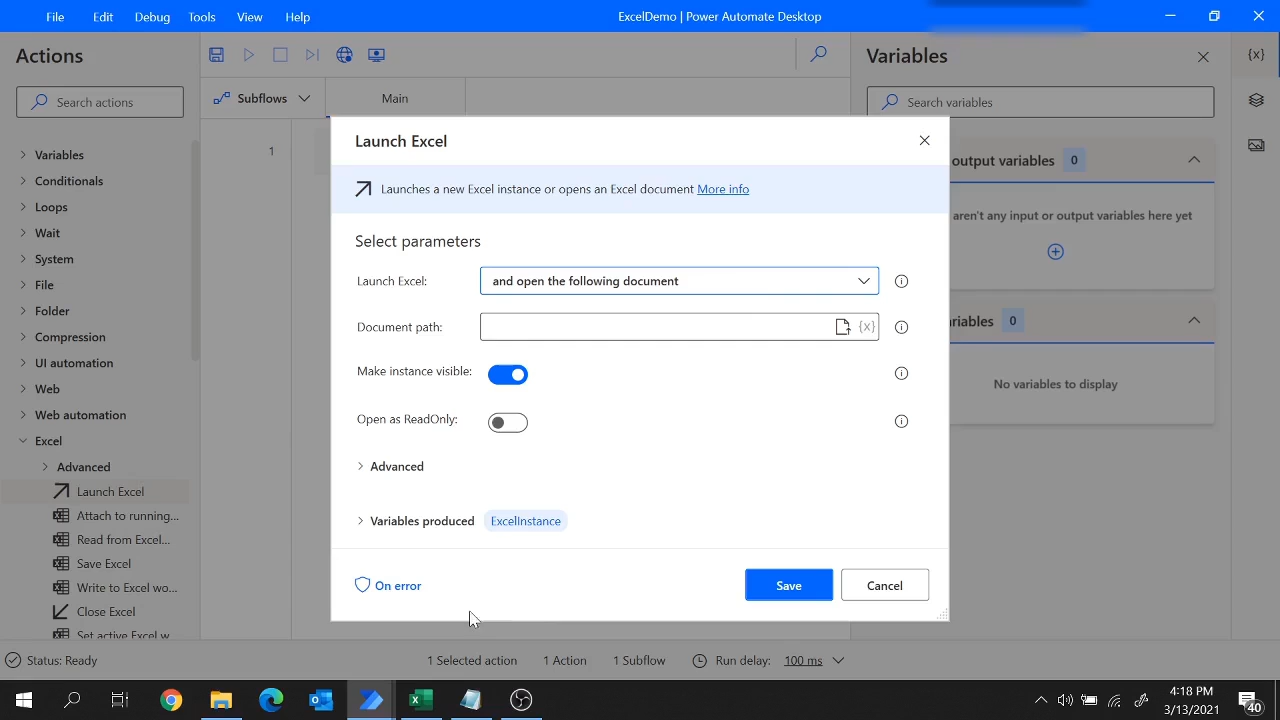 File Edit Debug Tools View Help ExcelDemo | Power Automate Desktop
Actions
Search actions
Variables
Conditionals
Loops
Wait
System
File
Folder
Compression
UI automation
Web
Web automation
Excel
Advanced
Launch Excel
Attach to running...
Read from Excel...
Save Excel
Write to Excel wo...
Close Excel
Set active Excel w
Subflows Main
1
Launch Excel
Launches a new Excel instance or opens an Excel document More info
Select parameters
Launch Excel: and open the following document
Document path: {x}
Make instance visible:
Open as ReadOnly:
Advanced
Variables produced ExcelInstance
On error Save Cancel
Variables {x}
Search variables
output variables 0
aren't any input or output variables here yet
riables 0
No variables to display
Status: Ready 1 Selected action 1 Action 1 Subflow Run delay: 100 ms
4:18 PM
3/13/2021
40